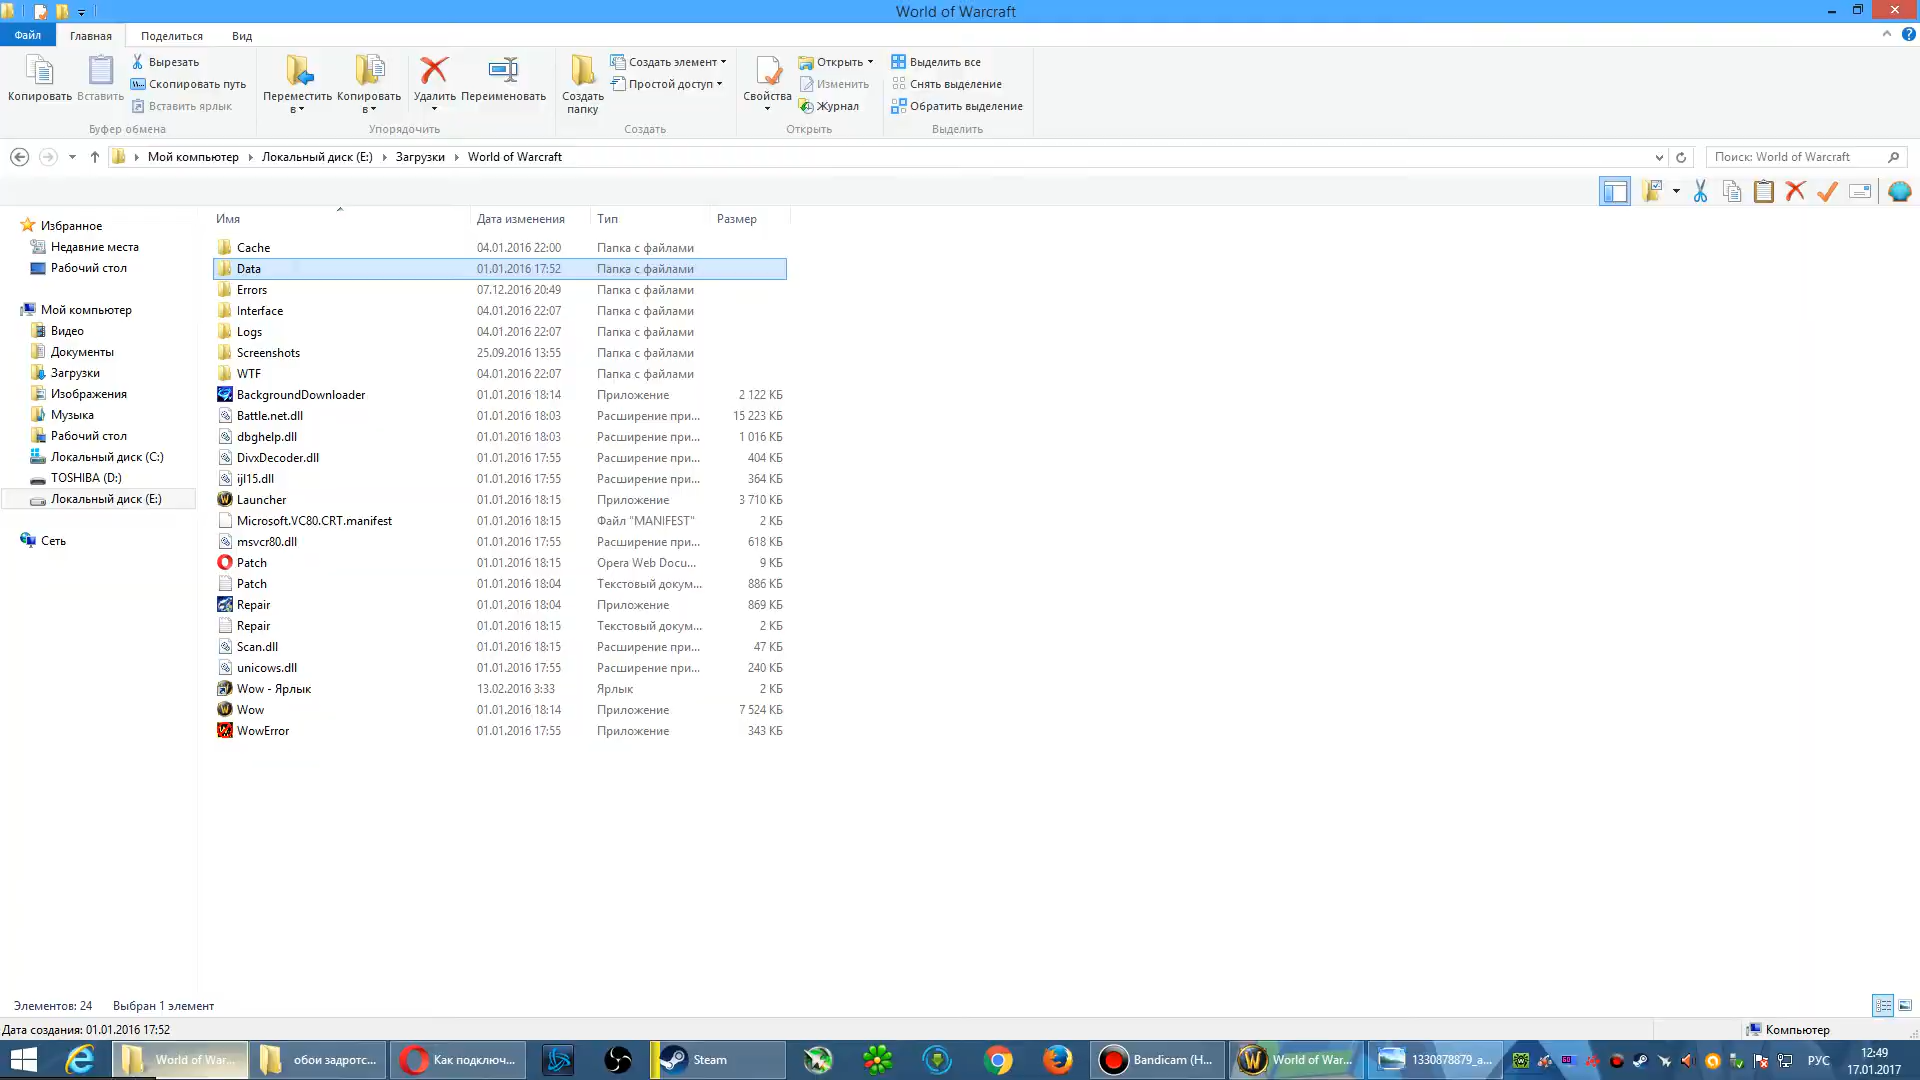 World of Warcraft
Файл Главная Поделиться Вид
Копировать Вставить Вырезать Скопировать путь Вставить ярлык
Буфер обмена
Переместить в Копировать в Удалить Переименовать
Упорядочить
Создать папку Создать элемент Простой доступ
Создать
Свойства Открыть Изменить Журнал
Открыть
Выделить все Снять выделение Обратить выделение
Выделить
Мой компьютер Локальный диск (E:) Загрузки World of Warcraft
Поиск: World of Warcraft
Избранное
Недавние места
Рабочий стол
Мой компьютер
Видео
Документы
Загрузки
Изображения
Музыка
Рабочий стол
Локальный диск (C:)
TOSHIBA (D:)
Локальный диск (E:)
Сеть
Имя Дата изменения Тип Размер
Cache 04.01.2016 22:00 Папка с файлами
Data 01.01.2016 17:52 Папка с файлами
Errors 07.12.2016 20:49 Папка с файлами
Interface 04.01.2016 22:07 Папка с файлами
Logs 04.01.2016 22:07 Папка с файлами
Screenshots 25.09.2016 13:55 Папка с файлами
WTF 04.01.2016 22:07 Папка с файлами
BackgroundDownloader 01.01.2016 18:14 Приложение 2 122 КБ
Battle.net.dll 01.01.2016 18:03 Расширение при... 15 223 КБ
dbghelp.dll 01.01.2016 18:03 Расширение при... 1 016 КБ
DivxDecoder.dll 01.01.2016 17:55 Расширение при... 404 КБ
ijl15.dll 01.01.2016 17:55 Расширение при... 364 КБ
Launcher 01.01.2016 18:15 Приложение 3 710 КБ
Microsoft.VC80.CRT.manifest 01.01.2016 18:15 Файл "MANIFEST" 2 КБ
msvcr80.dll 01.01.2016 17:55 Расширение при... 618 КБ
Patch 01.01.2016 18:15 Opera Web Docu... 9 КБ
Patch 01.01.2016 18:04 Текстовый докум... 886 КБ
Repair 01.01.2016 18:04 Приложение 869 КБ
Repair 01.01.2016 18:15 Текстовый докум... 2 КБ
Scan.dll 01.01.2016 18:15 Расширение при... 47 КБ
unicows.dll 01.01.2016 17:55 Расширение при... 240 КБ
Wow - Ярлык 13.02.2016 3:33 Ярлык 2 КБ
Wow 01.01.2016 18:14 Приложение 7 524 КБ
WowError 01.01.2016 17:55 Приложение 343 КБ
Элементов: 24 Выбран 1 элемент
Дата создания: 01.01.2016 17:52 Компьютер
World of War... обои задротс... Как подключ... Steam Bandicam (H... World of War... 1330878879_a... РУС 12:49
17.01.2017